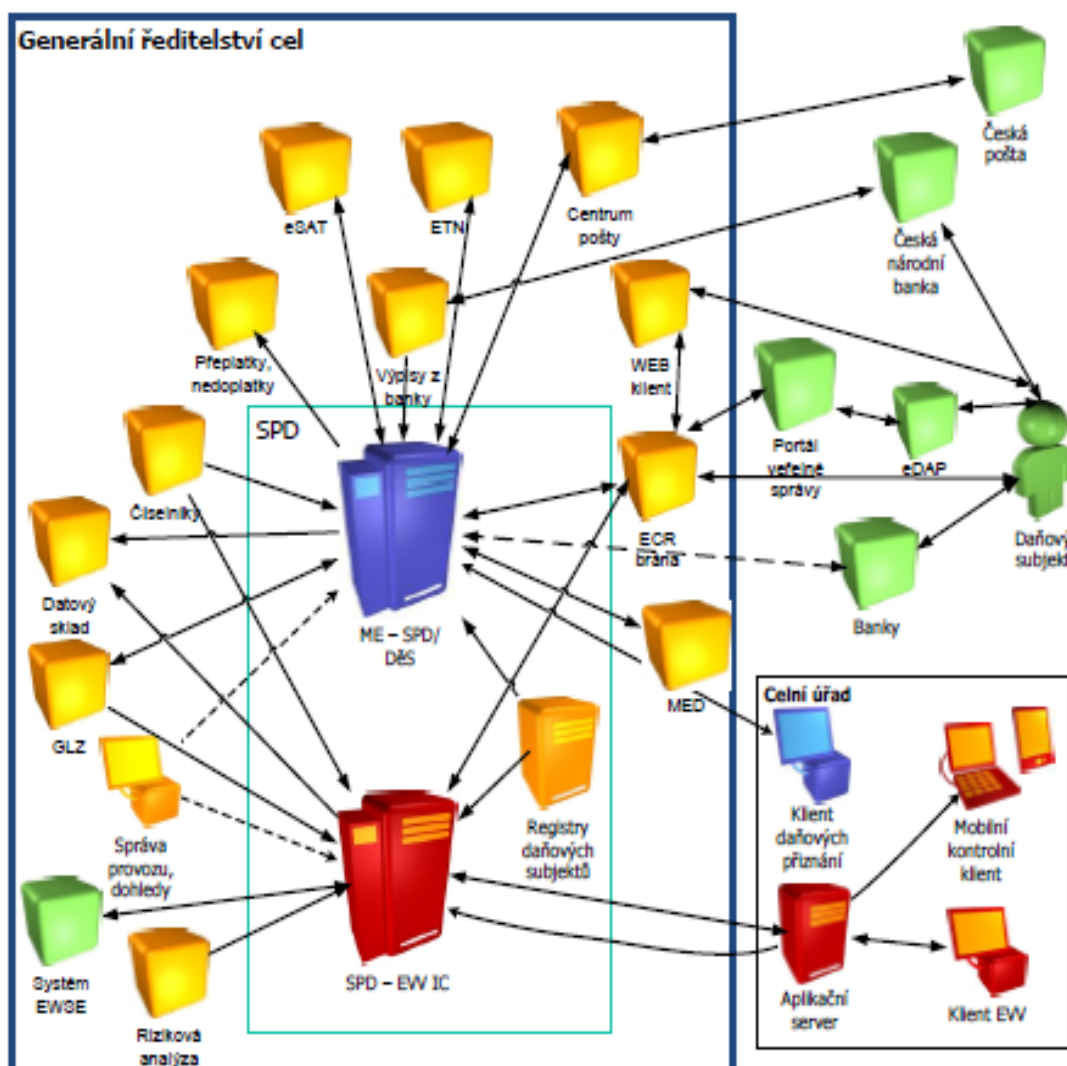 Generální ředitelství cel
Česká
pošta
eSAT
ETN
Centrum
pošty
Česká
národní
banka
Přeplatky,
nedoplatky
Výpisy z
banky
WEB
klient
SPD
Portál
veřejné
správy
eDAP
Číselníky
ECR
brána
Daňový
subjekt
Datový
sklad
ME – SPD/
DěS
Banky
GLZ
MED
Celní úřad
Správa
provozu,
dohledy
Registry
daňových
subjektů
Klient
daňových
přiznání
Mobilní
kontrolní
klient
Systém
EWSE
SPD – EVV IC
Riziková
analýza
Aplikační
server
Klient EVV